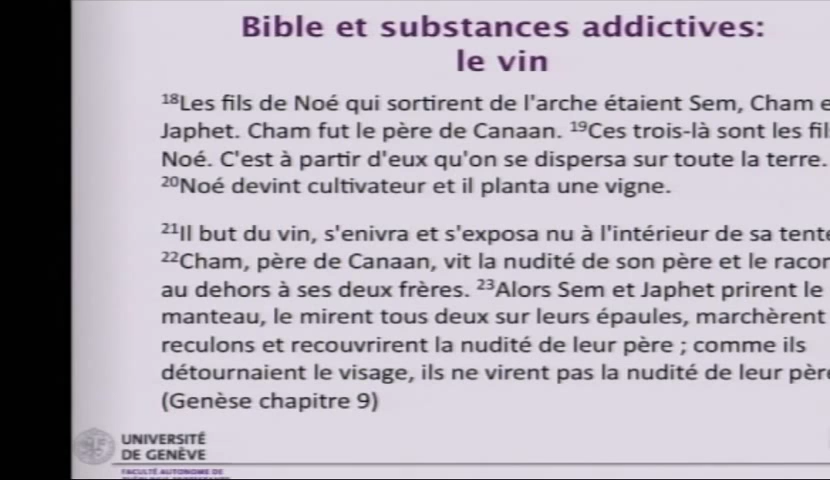 Bible et substances addictives:
le vin
¹⁸Les fils de Noé qui sortirent de l'arche étaient Sem, Cham e
Japhet. Cham fut le père de Canaan. ¹⁹Ces trois-là sont les fil
Noé. C'est à partir d'eux qu'on se dispersa sur toute la terre.
²⁰Noé devint cultivateur et il planta une vigne.
²¹Il but du vin, s'enivra et s'exposa nu à l'intérieur de sa tente
²²Cham, père de Canaan, vit la nudité de son père et le racon
au dehors à ses deux frères. ²³Alors Sem et Japhet prirent le
manteau, le mirent tous deux sur leurs épaules, marchèrent
reculons et recouvrirent la nudité de leur père ; comme ils
détournaient le visage, ils ne virent pas la nudité de leur père
(Genèse chapitre 9)
UNIVERSITÉ
DE GENÈVE
FACULTÉ AUTONOME DE